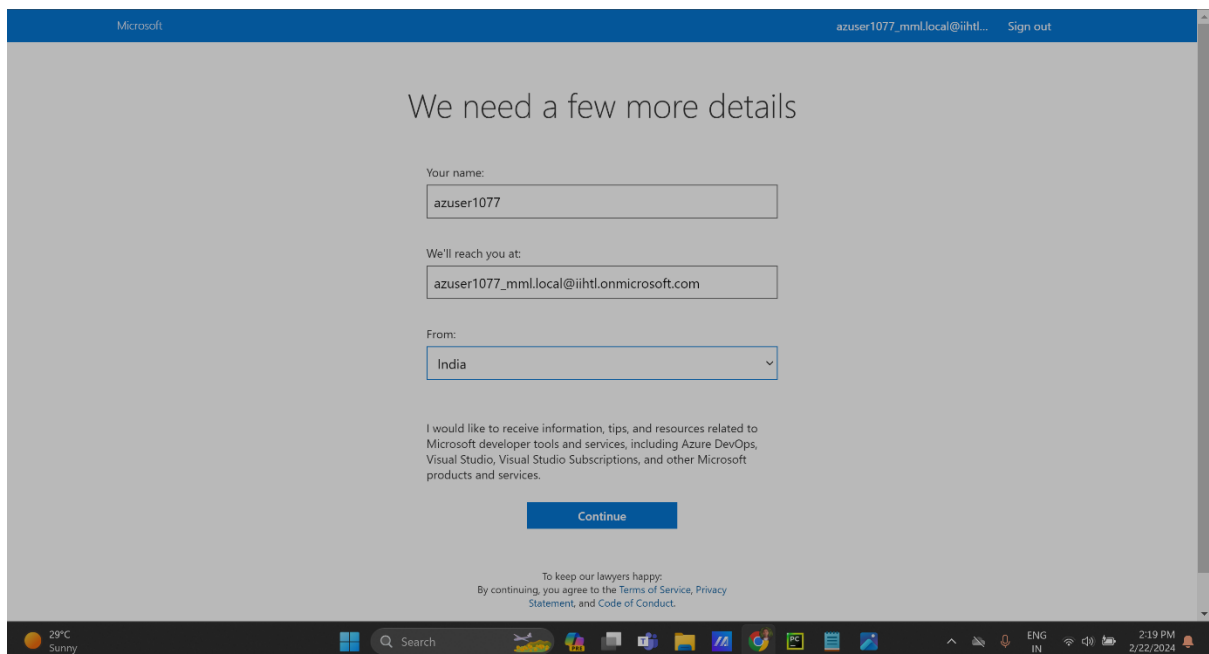 Microsoft
azuser1077_mml.local@iihtl...
Sign out
We need a few more details
Your name:
azuser1077
We'll reach you at:
azuser1077_mml.local@iihtl.onmicrosoft.com
From:
India
I would like to receive information, tips, and resources related to
Microsoft developer tools and services, including Azure DevOps,
Visual Studio, Visual Studio Subscriptions, and other Microsoft
products and services.
Continue
To keep our lawyers happy:
By continuing, you agree to the Terms of Service, Privacy
Statement, and Code of Conduct.
29°C
Sunny
Search
PC
ENG
IN
2:19 PM
2/22/2024